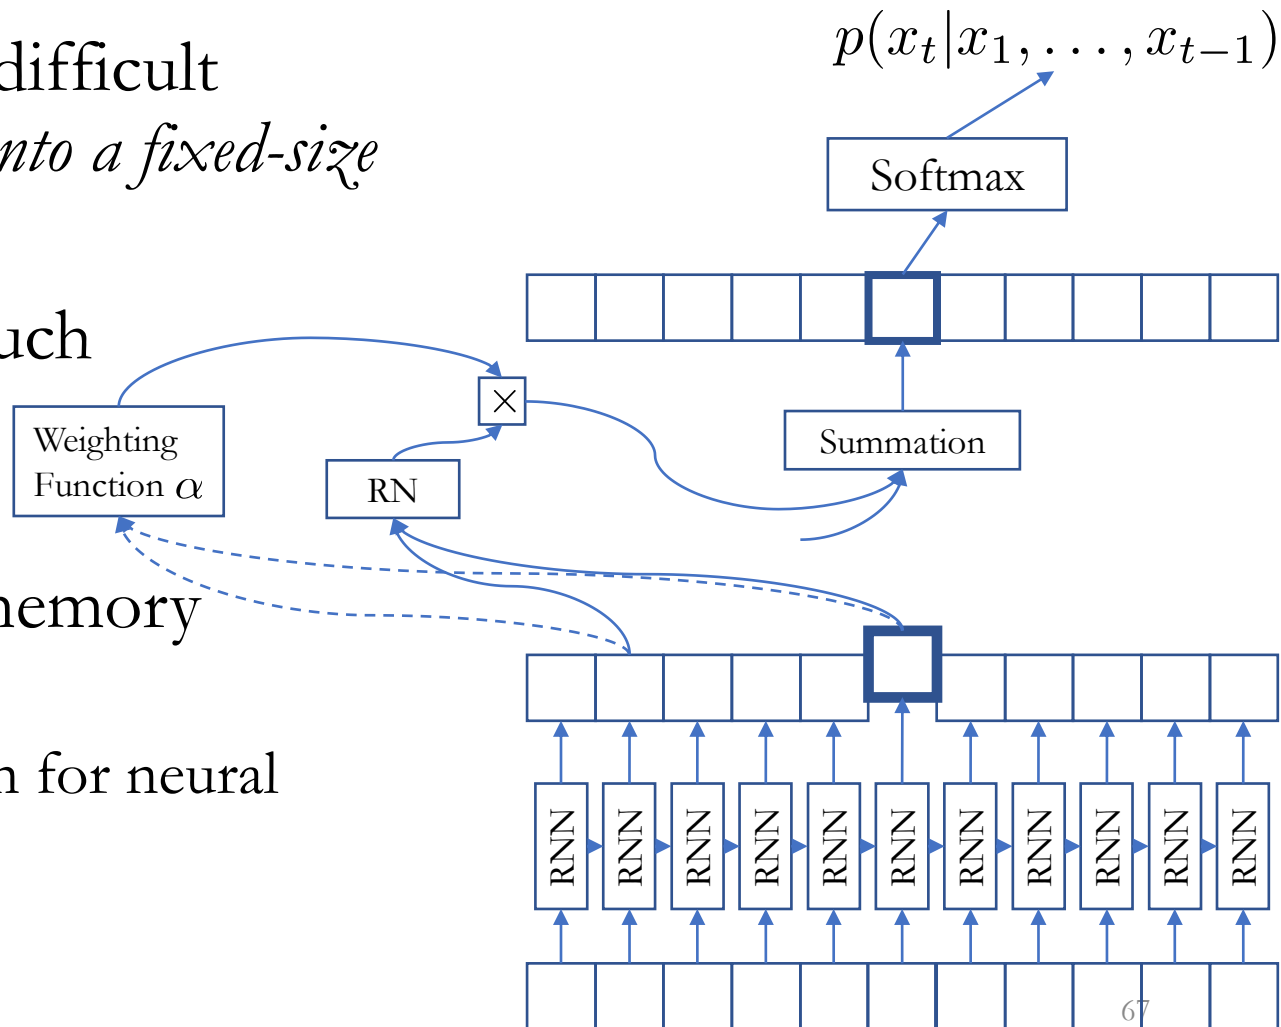 difficult
nto a fixed-size
uch
nemory
n for neural
p(x_t|x_1, . . . , x_{t-1})
Softmax
×
Weighting
Function α
RN
Summation
RNN
RNN
RNN
RNN
RNN
RNN
RNN
RNN
RNN
RNN
RNN
67